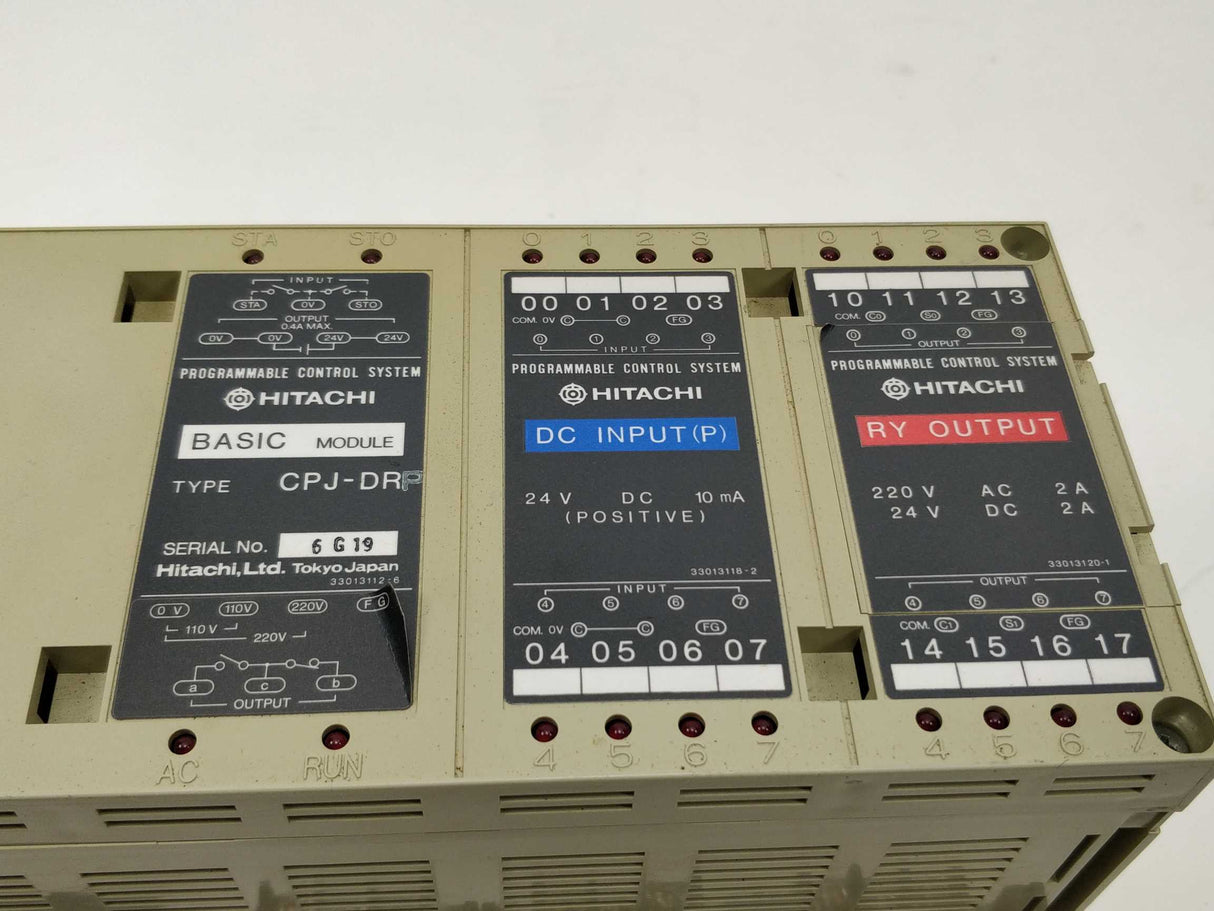 STA STO
INPUT
STA 0V STO
OUTPUT
0.4A MAX.
0V 0V 24V 24V
PROGRAMMABLE CONTROL SYSTEM
HITACHI
BASIC MODULE
TYPE CPJ-DRP
SERIAL No. 6 G 19
Hitachi, Ltd. Tokyo Japan
33013112-6
0 V 110V 220V F G
110 V
220V
a c b
OUTPUT
AC RUN
0 1 2 3
00 01 02 03
COM. 0V C C FG
0 1 2 3
INPUT
PROGRAMMABLE CONTROL SYSTEM
HITACHI
DC INPUT (P)
24 V DC 10 mA
(POSITIVE)
33013118-2
INPUT
4 5 6 7
COM. 0V C C FG
04 05 06 07
4 5 6 7
0 1 2 3
10 11 12 13
COM. C0 S0 FG
0 1 2 3
OUTPUT
PROGRAMMABLE CONTROL SYSTEM
HITACHI
RY OUTPUT
220 V AC 2 A
24 V DC 2 A
33013120-1
OUTPUT
4 5 6 7
COM. C1 S1 FG
14 15 16 17
4 5 6 7